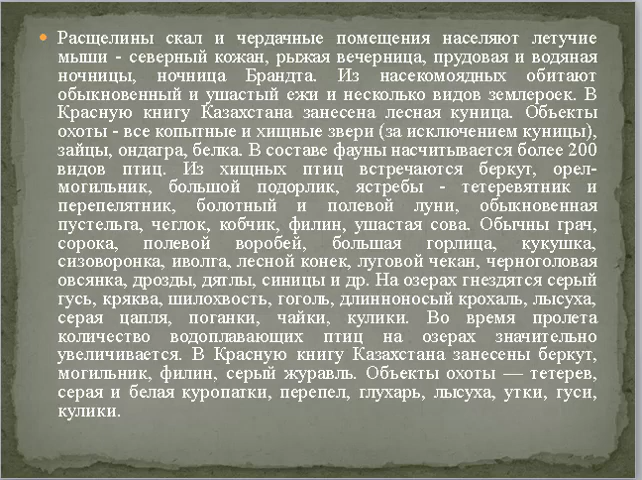 Расщелины скал и чердачные помещения населяют летучие
мыши - северный кожан, рыжая вечерница, прудовая и водяная
ночницы, ночница Брандта. Из насекомоядных обитают
обыкновенный и ушастый ежи и несколько видов землероек. В
Красную книгу Казахстана занесена лесная куница. Объекты
охоты - все копытные и хищные звери (за исключением куницы),
зайцы, ондатра, белка. В составе фауны насчитывается более 200
видов птиц. Из хищных птиц встречаются беркут, орел-
могильник, большой подорлик, ястребы - тетеревятник и
перепелятник, болотный и полевой луни, обыкновенная
пустельга, чеглок, кобчик, филин, ушастая сова. Обычны грач,
сорока, полевой воробей, большая горлица, кукушка,
сизоворонка, иволга, лесной конек, луговой чекан, черноголовая
овсянка, дрозды, дятлы, синицы и др. На озерах гнездятся серый
гусь, кряква, шилохвость, гоголь, длинноносый крохаль, лысуха,
серая цапля, поганки, чайки, кулики. Во время пролета
количество водоплавающих птиц на озерах значительно
увеличивается. В Красную книгу Казахстана занесены беркут,
могильник, филин, серый журавль. Объекты охоты — тетерев,
серая и белая куропатки, перепел, глухарь, лысуха, утки, гуси,
кулики.